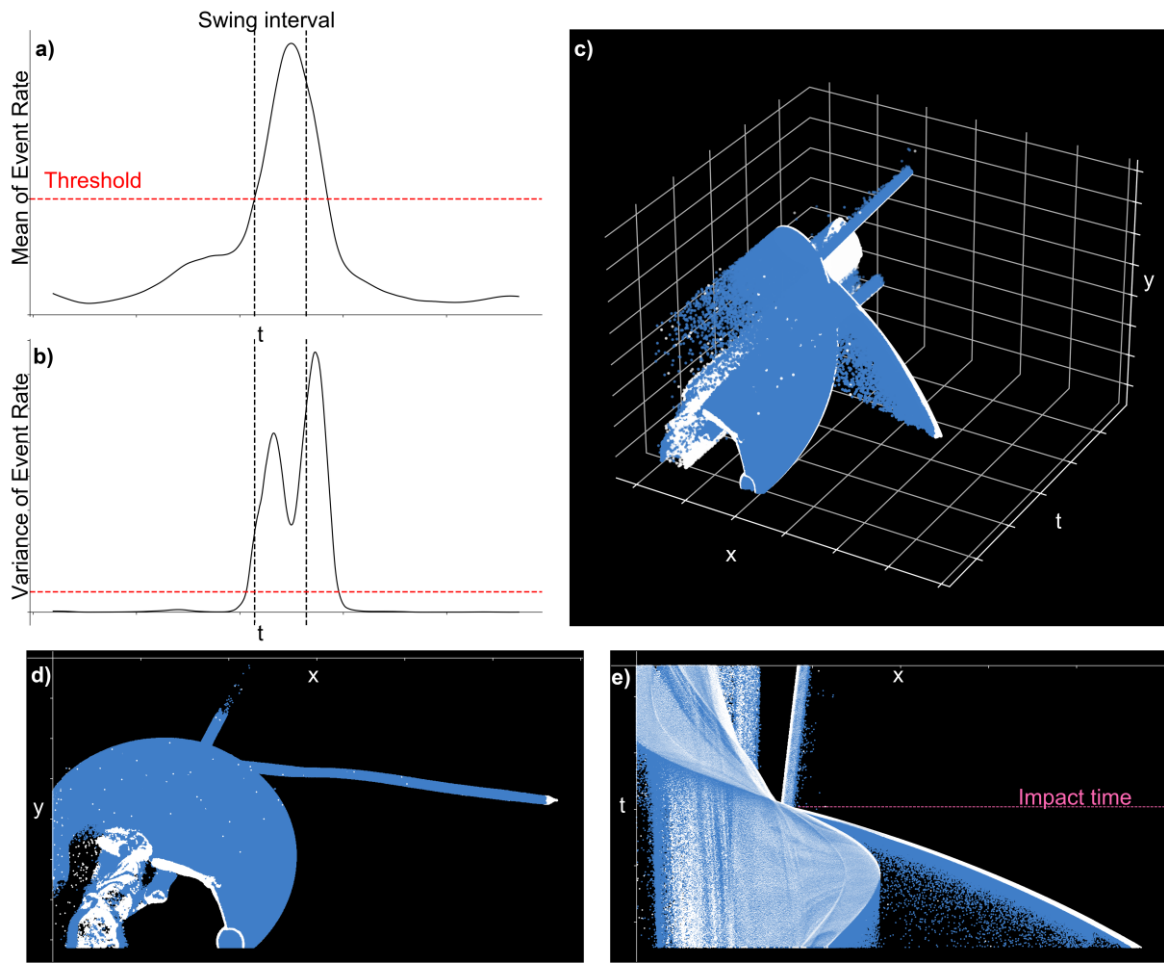 Swing interval
a)
Threshold
Mean of Event Rate
t
b)
Variance of Event Rate
t
c)
y
t
x
d)
x
y
e)
x
t
Impact time